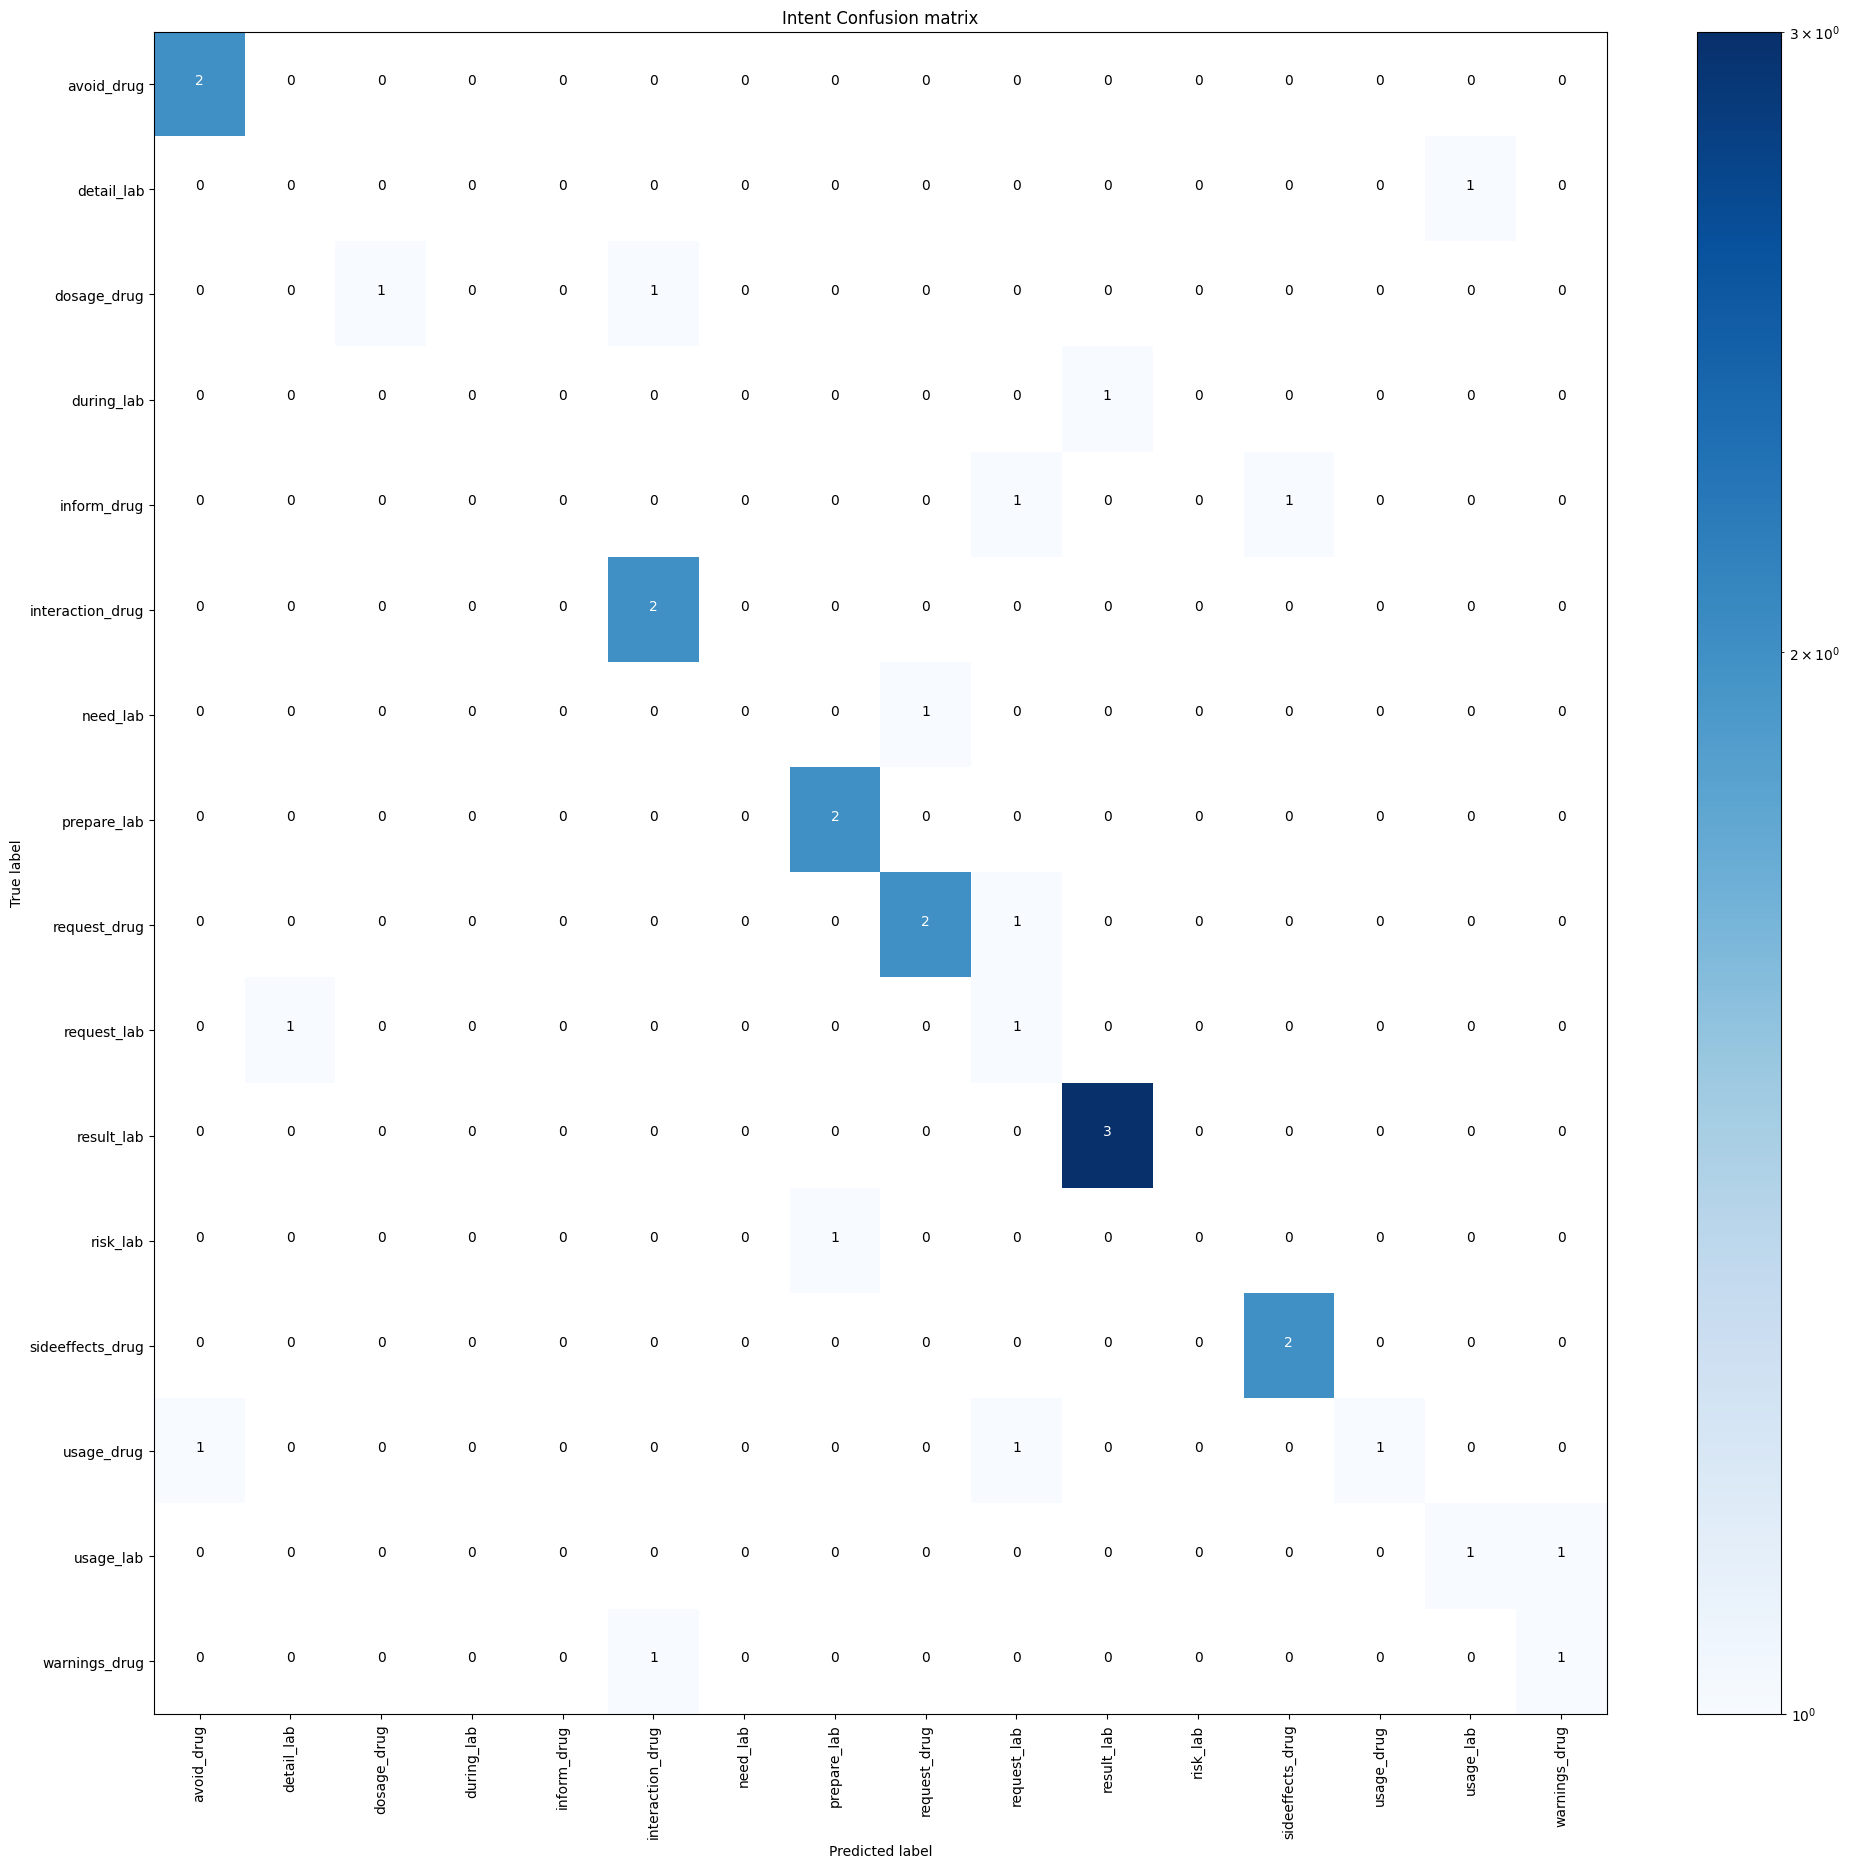 Intent Confusion matrix
avoid_drug 2 0 0 0 0 0 0 0 0 0 0 0 0 0 0 0
detail_lab 0 0 0 0 0 0 0 0 0 0 0 0 0 0 1 0
dosage_drug 0 0 1 0 0 1 0 0 0 0 0 0 0 0 0 0
during_lab 0 0 0 0 0 0 0 0 0 0 1 0 0 0 0 0
inform_drug 0 0 0 0 0 0 0 0 0 1 0 0 1 0 0 0
interaction_drug 0 0 0 0 0 2 0 0 0 0 0 0 0 0 0 0
need_lab 0 0 0 0 0 0 0 0 1 0 0 0 0 0 0 0
prepare_lab 0 0 0 0 0 0 0 2 0 0 0 0 0 0 0 0
request_drug 0 0 0 0 0 0 0 0 2 1 0 0 0 0 0 0
request_lab 0 1 0 0 0 0 0 0 0 1 0 0 0 0 0 0
result_lab 0 0 0 0 0 0 0 0 0 0 3 0 0 0 0 0
risk_lab 0 0 0 0 0 0 0 1 0 0 0 0 0 0 0 0
sideeffects_drug 0 0 0 0 0 0 0 0 0 0 0 0 2 0 0 0
usage_drug 1 0 0 0 0 0 0 0 0 1 0 0 0 1 0 0
usage_lab 0 0 0 0 0 0 0 0 0 0 0 0 0 0 1 1
warnings_drug 0 0 0 0 0 1 0 0 0 0 0 0 0 0 0 1
True label
avoid_drug
detail_lab
dosage_drug
during_lab
inform_drug
interaction_drug
need_lab
prepare_lab
request_drug
request_lab
result_lab
risk_lab
sideeffects_drug
usage_drug
usage_lab
warnings_drug
Predicted label
3 × 10⁰
2 × 10⁰
10⁰